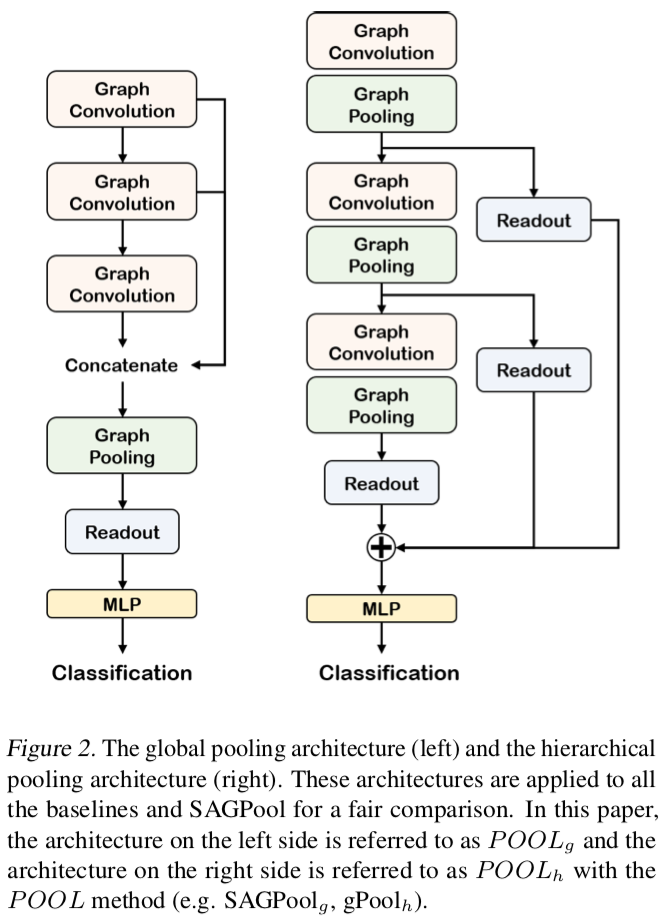 Graph
Convolution
Graph
Convolution
Graph
Convolution
Concatenate
Graph
Pooling
Readout
MLP
Classification
Graph
Convolution
Graph
Pooling
Graph
Convolution
Readout
Graph
Pooling
Graph
Convolution
Readout
Graph
Pooling
Readout
+
MLP
Classification
Figure 2. The global pooling architecture (left) and the hierarchical
pooling architecture (right). These architectures are applied to all
the baselines and SAGPool for a fair comparison. In this paper,
the architecture on the left side is referred to as POOL_g and the
architecture on the right side is referred to as POOL_h with the
POOL method (e.g. SAGPool_g, gPool_h).